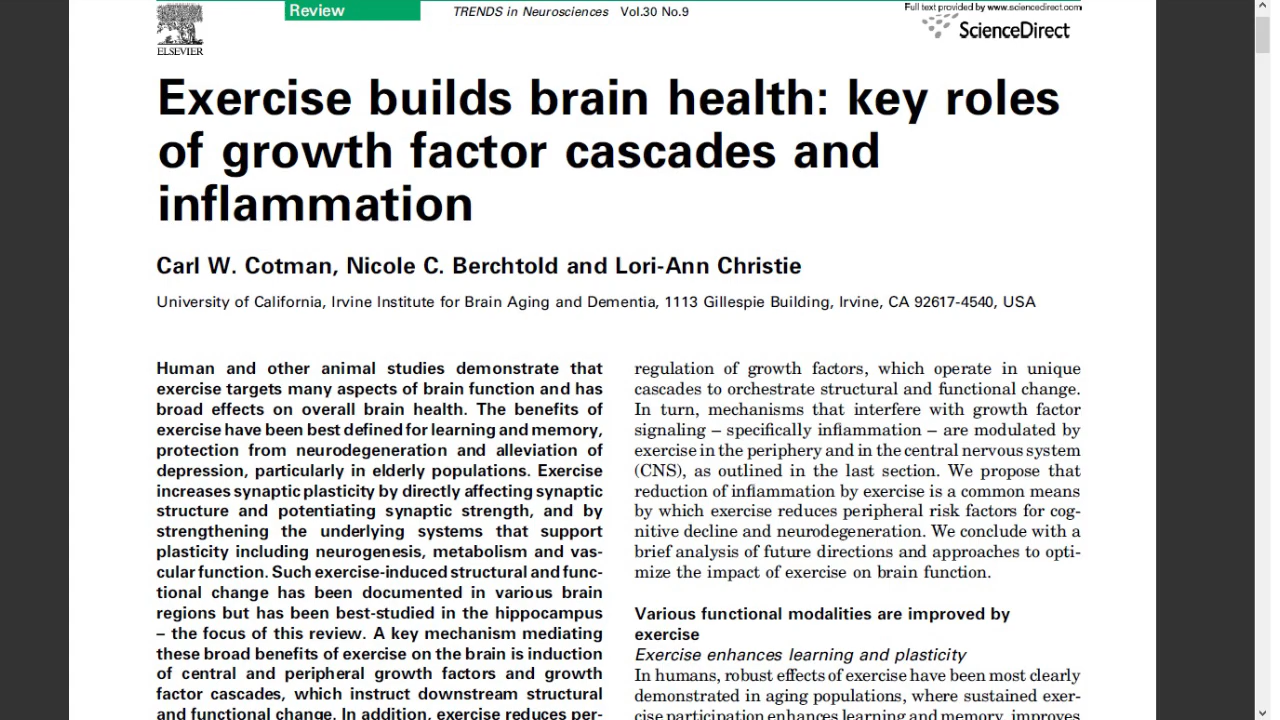 Review
TRENDS in Neurosciences Vol.30 No.9
Full text provided by www.sciencedirect.com
ScienceDirect
ELSEVIER
Exercise builds brain health: key roles
of growth factor cascades and
inflammation
Carl W. Cotman, Nicole C. Berchtold and Lori-Ann Christie
University of California, Irvine Institute for Brain Aging and Dementia, 1113 Gillespie Building, Irvine, CA 92617-4540, USA
Human and other animal studies demonstrate that
exercise targets many aspects of brain function and has
broad effects on overall brain health. The benefits of
exercise have been best defined for learning and memory,
protection from neurodegeneration and alleviation of
depression, particularly in elderly populations. Exercise
increases synaptic plasticity by directly affecting synaptic
structure and potentiating synaptic strength, and by
strengthening the underlying systems that support
plasticity including neurogenesis, metabolism and vas-
cular function. Such exercise-induced structural and func-
tional change has been documented in various brain
regions but has been best-studied in the hippocampus
– the focus of this review. A key mechanism mediating
these broad benefits of exercise on the brain is induction
of central and peripheral growth factors and growth
factor cascades, which instruct downstream structural
and functional change. In addition, exercise reduces per-
regulation of growth factors, which operate in unique
cascades to orchestrate structural and functional change.
In turn, mechanisms that interfere with growth factor
signaling – specifically inflammation – are modulated by
exercise in the periphery and in the central nervous system
(CNS), as outlined in the last section. We propose that
reduction of inflammation by exercise is a common means
by which exercise reduces peripheral risk factors for cog-
nitive decline and neurodegeneration. We conclude with a
brief analysis of future directions and approaches to opti-
mize the impact of exercise on brain function.
Various functional modalities are improved by
exercise
Exercise enhances learning and plasticity
In humans, robust effects of exercise have been most clearly
demonstrated in aging populations, where sustained exer-
cise participation enhances learning and memory, improves